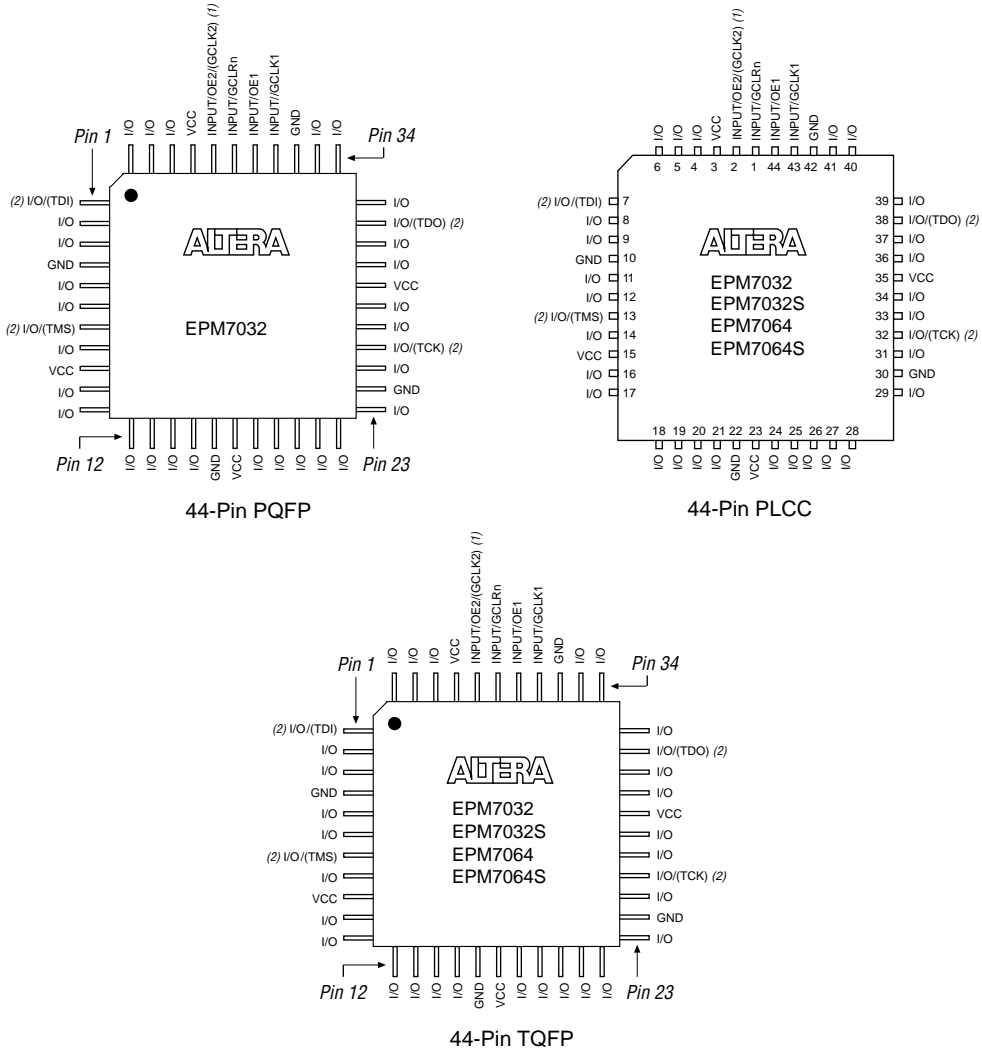 I/O
I/O
I/O
VCC
INPUT/OE2/(GCLK2) (1)
INPUT/GCLRn
INPUT/OE1
INPUT//GCLK1
GND
I/O
I/O
Pin 1
Pin 34
(2) I/O/(TDI)
I/O
I/O
GND
I/O
I/O
(2) I/O/(TMS)
I/O
VCC
I/O
I/O
ALTERA
EPM7032
I/O
I/O/(TDO) (2)
I/O
I/O
VCC
I/O
I/O
I/O/(TCK) (2)
I/O
GND
I/O
Pin 12
Pin 23
I/O
I/O
I/O
I/O
GND
VCC
I/O
I/O
I/O
I/O
I/O
44-Pin PQFP
I/O
I/O
I/O
VCC
INPUT/OE2/(GCLK2) (1)
INPUT/GCLRn
INPUT/OE1
INPUT/GCLK1
GND
I/O
I/O
6 5 4 3 2 1 44 43 42 41 40
(2) I/O/(TDI) 7
I/O 8
I/O 9
GND 10
I/O 11
I/O 12
(2) I/O/(TMS) 13
I/O 14
VCC 15
I/O 16
I/O 17
ALTERA
EPM7032
EPM7032S
EPM7064
EPM7064S
39 I/O
38 I/O/(TDO) (2)
37 I/O
36 I/O
35 VCC
34 I/O
33 I/O
32 I/O/(TCK) (2)
31 I/O
30 GND
29 I/O
18 19 20 21 22 23 24 25 26 27 28
I/O
I/O
I/O
I/O
GND
VCC
I/O
I/O
I/O
I/O
I/O
44-Pin PLCC
I/O
I/O
I/O
VCC
INPUT/OE2/(GCLK2) (1)
INPUT/GCLRn
INPUT/OE1
INPUT/GCLK1
GND
I/O
I/O
Pin 1
Pin 34
(2) I/O/(TDI)
I/O
I/O
GND
I/O
I/O
(2) I/O/(TMS)
I/O
VCC
I/O
I/O
ALTERA
EPM7032
EPM7032S
EPM7064
EPM7064S
I/O
I/O/(TDO) (2)
I/O
I/O
VCC
I/O
I/O
I/O/(TCK) (2)
I/O
GND
I/O
Pin 12
Pin 23
I/O
I/O
I/O
I/O
GND
VCC
I/O
I/O
I/O
I/O
I/O
44-Pin TQFP